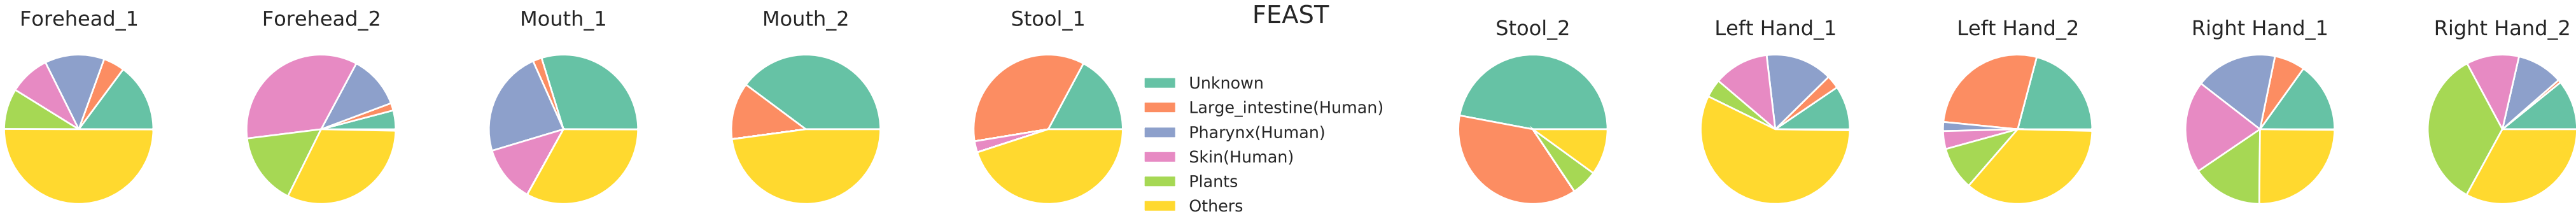 FEAST
Forehead_1
Forehead_2
Mouth_1
Mouth_2
Stool_1
Stool_2
Left Hand_1
Left Hand_2
Right Hand_1
Right Hand_2
Unknown
Large_intestine(Human)
Pharynx(Human)
Skin(Human)
Plants
Others